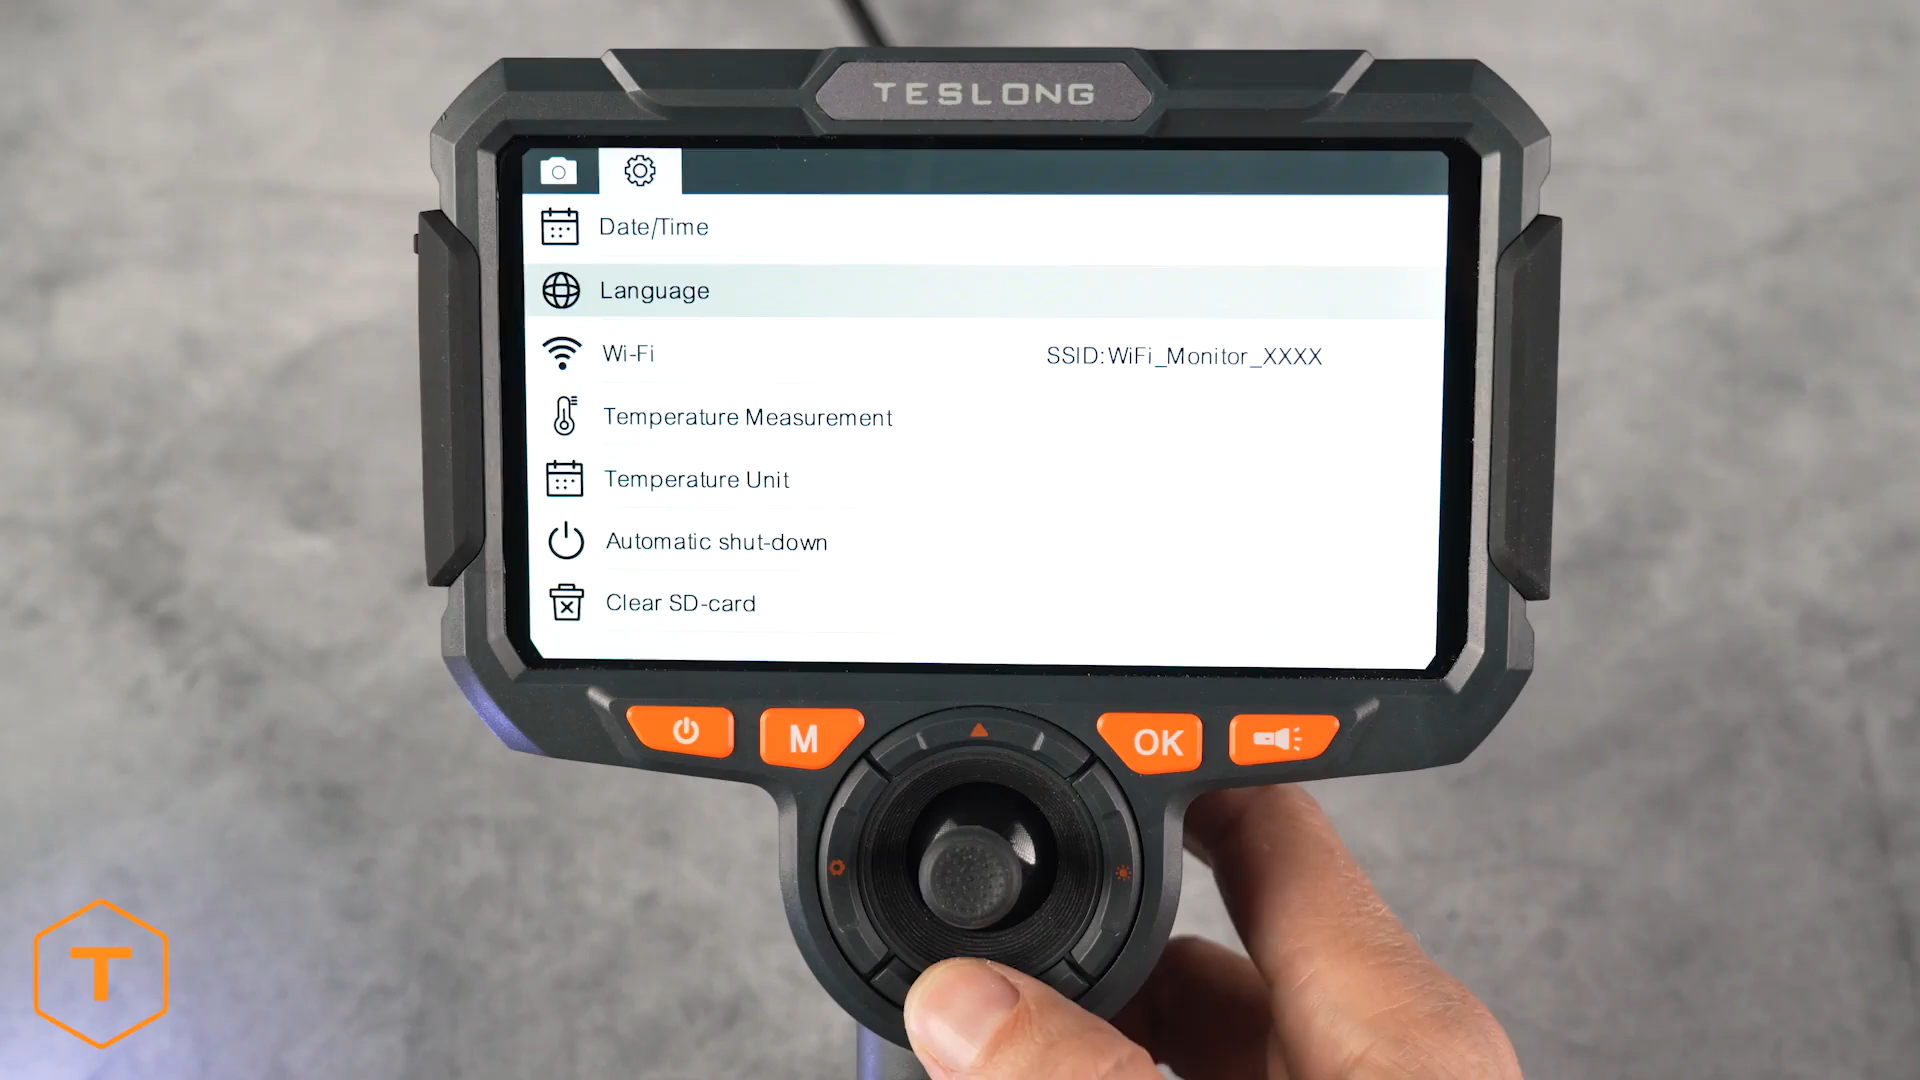 TESLONG
Date/Time
Language
Wi-Fi SSID:WiFi_Monitor_XXXX
Temperature Measurement
Temperature Unit
Automatic shut-down
Clear SD-card
M OK
T